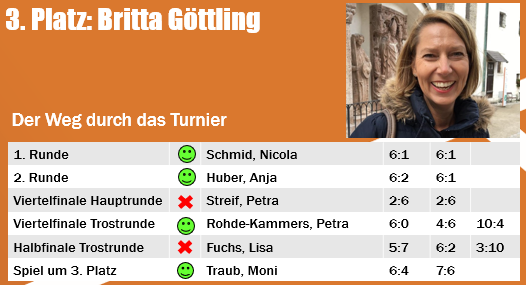 3. Platz: Britta Göttling
Der Weg durch das Turnier
1. Runde Schmid, Nicola 6:1 6:1
2. Runde Huber, Anja 6:2 6:1
Viertelfinale Hauptrunde Streif, Petra 2:6 2:6
Viertelfinale Trostrunde Rohde-Kammers, Petra 6:0 4:6 10:4
Halbfinale Trostrunde Fuchs, Lisa 5:7 6:2 3:10
Spiel um 3. Platz Traub, Moni 6:4 7:6